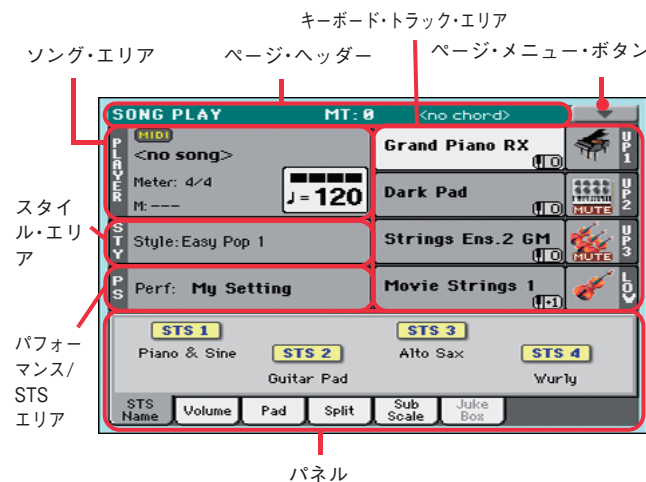 キーボード・トラック・エリア
ソング・エリア
ページ・ヘッダー
ページ・メニュー・ボタン
SONG PLAY MT: 0 <no chord>
PLAYER
MIDI
<no song>
Meter: 4/4
M: ---
♩=120
Grand Piano RX
0
UP1
Dark Pad
0
MUTE
UP2
スタイ
ル・エリ
ア
STY
Style: Easy Pop 1
Strings Ens.2 GM
0
MUTE
UP3
PS
Perf: My Setting
Movie Strings 1
+1
LOW
パフォー
マンス/
STS
エリア
STS 1
Piano & Sine
STS 2
Guitar Pad
STS 3
Alto Sax
STS 4
Wurly
STS
Name
Volume
Pad
Split
Sub
Scale
Juke
Box
パネル